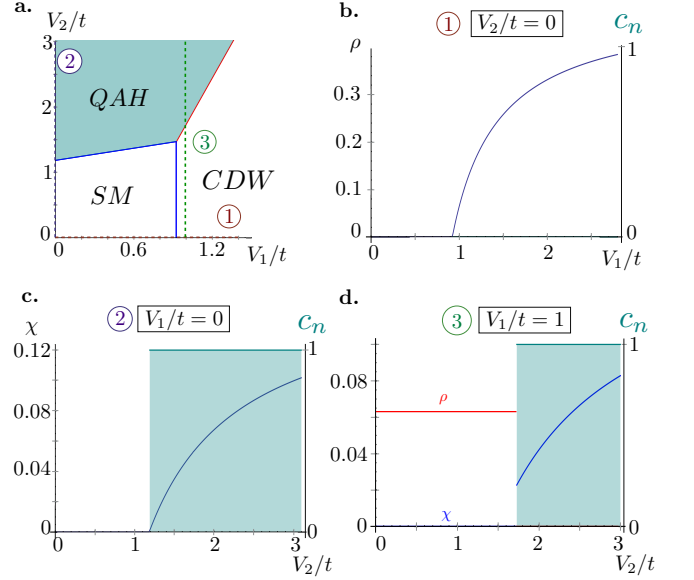 a.
V₂/t
3
2
1
0
0
0.6
1.2
V₁/t
② 
QAH
③
SM
CDW
①
b.
① V₂/t = 0
cₙ
ρ
0.3
0.2
0.1
0
0
1
2
V₁/t
1
0
c.
② V₁/t = 0
cₙ
χ
0.12
0.08
0.04
0
0
1
2
3
V₂/t
1
0
d.
③ V₁/t = 1
cₙ
0.08
0.04
0
ρ
χ
0
1
2
3
V₂/t
1
0